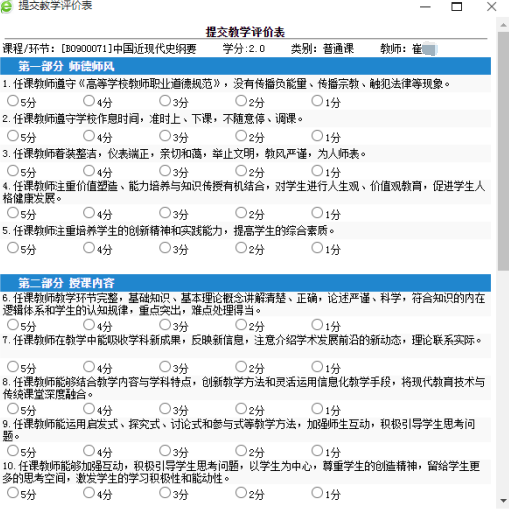 提交教学评价表
提交教学评价表
课程/环节: [B0900071]中国近现代史纲要 学分:2.0 类别: 普通课 教师: 崔
第一部分 师德师风
1.任课教师遵守《高等学校教师职业道德规范》,没有传播负能量、传播宗教、触犯法律等现象。
5分 4分 3分 2分 1分
2.任课教师遵守学校作息时间,准时上、下课,不随意停、调课。
5分 4分 3分 2分 1分
3.任课教师着装整洁,仪表端正,亲切和蔼,举止文明,教风严谨,为人师表。
5分 4分 3分 2分 1分
4.任课教师注重价值塑造、能力培养与知识传授有机结合,对学生进行人生观、价值观教育,促进学生人
格健康发展。
5分 4分 3分 2分 1分
5.任课教师注重培养学生的创新精神和实践能力,提高学生的综合素质。
5分 4分 3分 2分 1分
第二部分 授课内容
6.任课教师教学环节完整,基础知识、基本理论概念讲解清楚、正确,论述严谨、科学,符合知识的内在
逻辑体系和学生的认知规律,重点突出,难点处理得当。
5分 4分 3分 2分 1分
7.任课教师在教学中能吸收学科新成果,反映新信息,注意介绍学术发展前沿的新动态,理论联系实际。
5分 4分 3分 2分 1分
8.任课教师能够结合教学内容与学科特点,创新教学方法和灵活运用信息化教学手段,将现代教育技术与
传统课堂深度融合。
5分 4分 3分 2分 1分
9.任课教师能运用启发式、探究式、讨论式和参与式等教学方法,加强师生互动,积极引导学生思考问
题。
5分 4分 3分 2分 1分
10.任课教师能够加强互动,积极引导学生思考问题,以学生为中心,尊重学生的创造精神,留给学生更
多的思考空间,激发学生的学习积极性和能动性。
5分 4分 3分 2分 1分